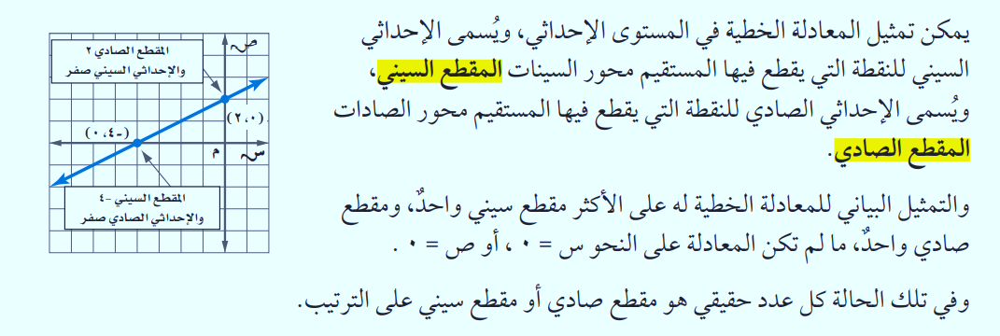 يمكن تمثيل المعادلة الخطية في المستوى الإحداثي، ويُسمى الإحداثي
السيني للنقطة التي يقطع فيها المستقيم محور السينات المقطع السيني،
ويُسمى الإحداثي الصادي للنقطة التي يقطع فيها المستقيم محور الصادات
المقطع الصادي.
والتمثيل البياني للمعادلة الخطية له على الأكثر مقطع سيني واحدٌ، ومقطع
صادي واحدٌ، ما لم تكن المعادلة على النحو س = ٠ ، أو ص = ٠ .
وفي تلك الحالة كل عدد حقيقي هو مقطع صادي أو مقطع سيني على الترتيب.
ص
المقطع الصادي ٢
والإحداثي السيني صفر
(٠، ٢)
(-٤، ٠)
س
م
المقطع السيني -٤
والإحداثي الصادي صفر